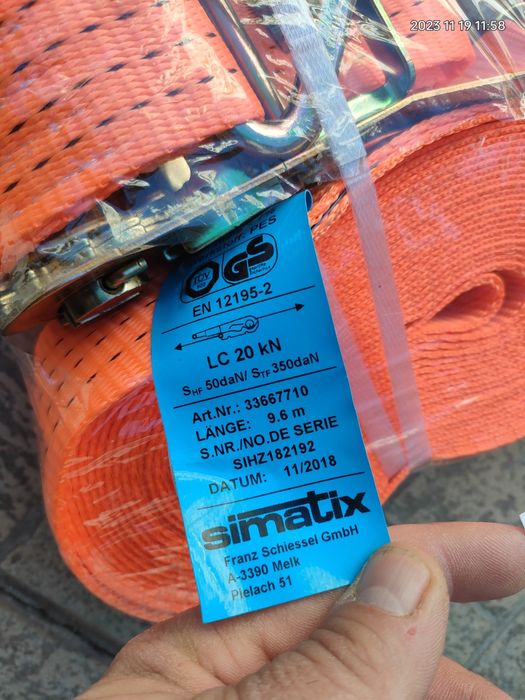 2023 11 19 11:58
PES
TÜV
GS
EN 12195-2
LC 20 kN
SHF 50daN/ STF 350daN
Art.Nr.: 33667710
LÄNGE: 9.6 m
S.NR./NO.DE SERIE
SIHZ182192
DATUM: 11/2018
simatix
Franz Schiessel GmbH
A-3390 Melk
Pielach 51